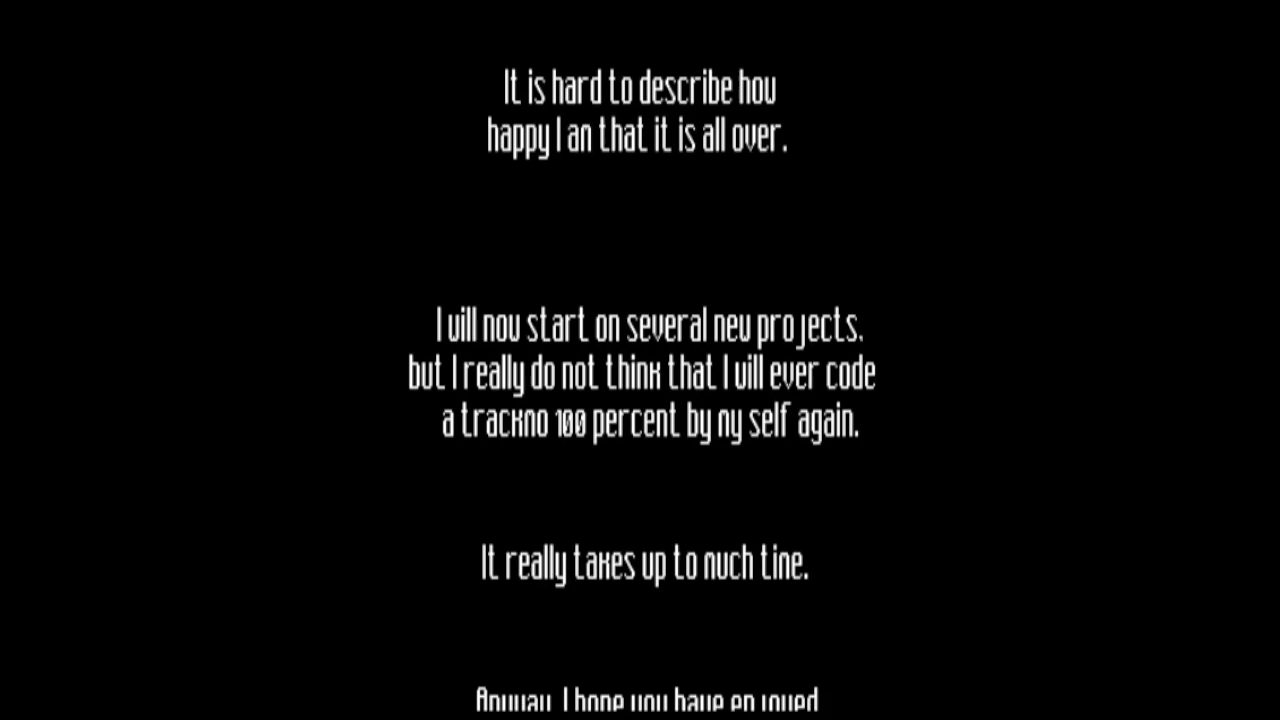 It is hard to describe how
happy I am that it is all over.
I will now start on several new projects,
but I really do not think that I will ever code
a trackmo 100 percent by my self again.
It really takes up to much time.
Anyway, I hope you have enjoyed